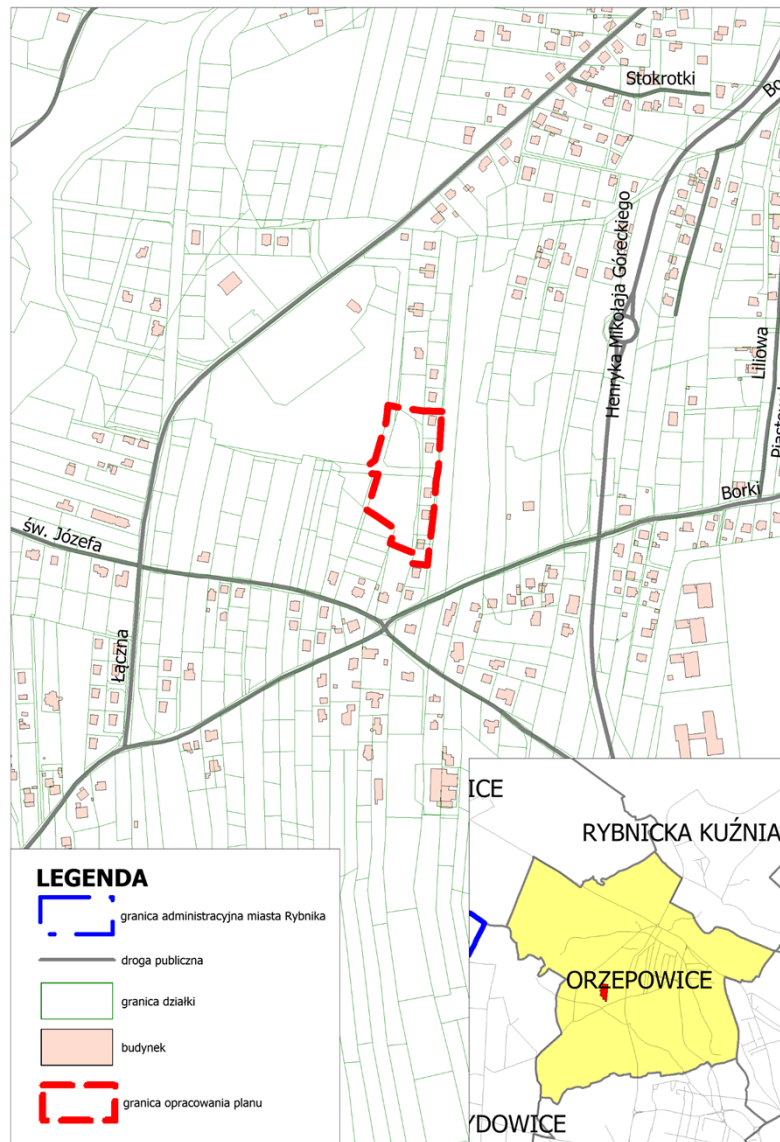 Stokrotki
Henryka Mikołaja Góreckiego
Liliowa
Borki
św. Józefa
Łączna
ICE
RYBNICKA KUŹNIA
ORZEPOWICE
YDOWICE
LEGENDA
granica administracyjna miasta Rybnika
droga publiczna
granica działki
budynek
granica opracowania planu